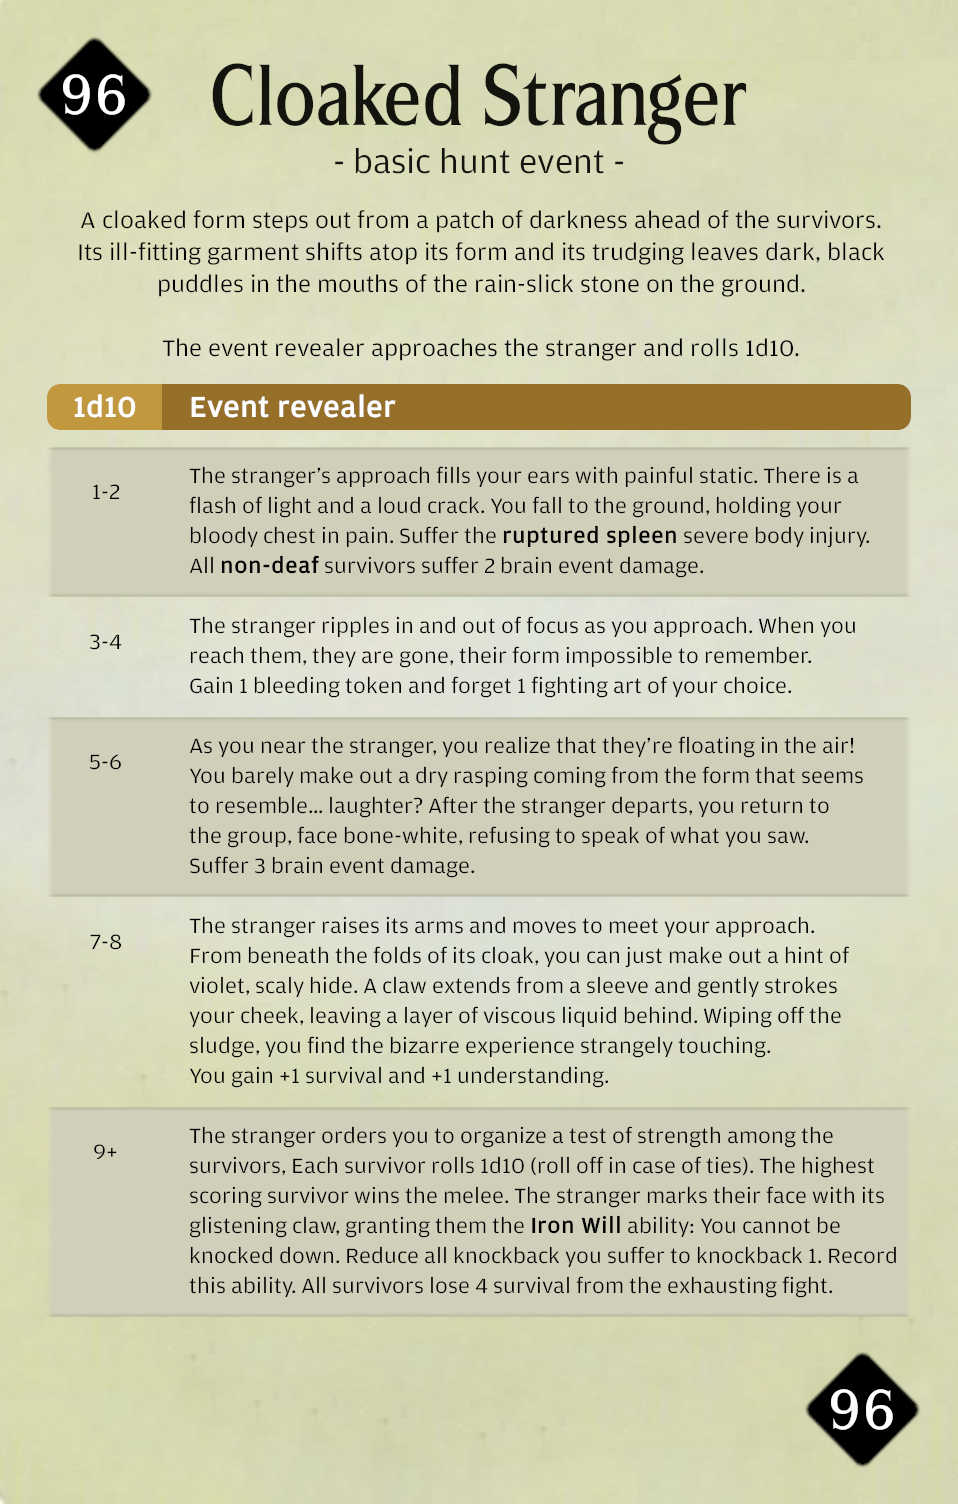 96
Cloaked Stranger
- basic hunt event -
A cloaked form steps out from a patch of darkness ahead of the survivors.
Its ill-fitting garment shifts atop its form and its trudging leaves dark, black
puddles in the mouths of the rain-slick stone on the ground.
The event revealer approaches the stranger and rolls 1d10.
1d10 Event revealer
1-2
The stranger’s approach fills your ears with painful static. There is a
flash of light and a loud crack. You fall to the ground, holding your
bloody chest in pain. Suffer the ruptured spleen severe body injury.
All non-deaf survivors suffer 2 brain event damage.
3-4
The stranger ripples in and out of focus as you approach. When you
reach them, they are gone, their form impossible to remember.
Gain 1 bleeding token and forget 1 fighting art of your choice.
5-6
As you near the stranger, you realize that they’re floating in the air!
You barely make out a dry rasping coming from the form that seems
to resemble... laughter? After the stranger departs, you return to
the group, face bone-white, refusing to speak of what you saw.
Suffer 3 brain event damage.
7-8
The stranger raises its arms and moves to meet your approach.
From beneath the folds of its cloak, you can just make out a hint of
violet, scaly hide. A claw extends from a sleeve and gently strokes
your cheek, leaving a layer of viscous liquid behind. Wiping off the
sludge, you find the bizarre experience strangely touching.
You gain +1 survival and +1 understanding.
9+
The stranger orders you to organize a test of strength among the
survivors, Each survivor rolls 1d10 (roll off in case of ties). The highest
scoring survivor wins the melee. The stranger marks their face with its
glistening claw, granting them the Iron Will ability: You cannot be
knocked down. Reduce all knockback you suffer to knockback 1. Record
this ability. All survivors lose 4 survival from the exhausting fight.
96